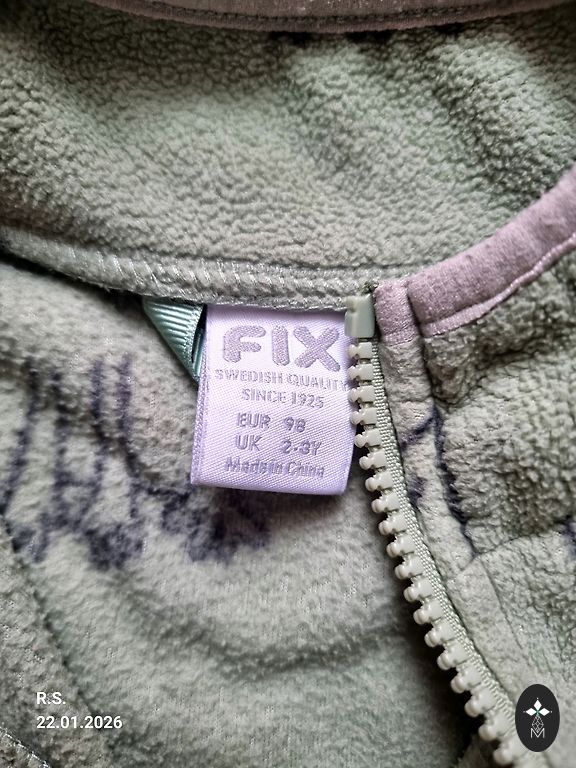 FIX
SWEDISH QUALITY
SINCE 1925
EUR 98
UK 2-3Y
Made in China
R.S.
22.01.2026
M